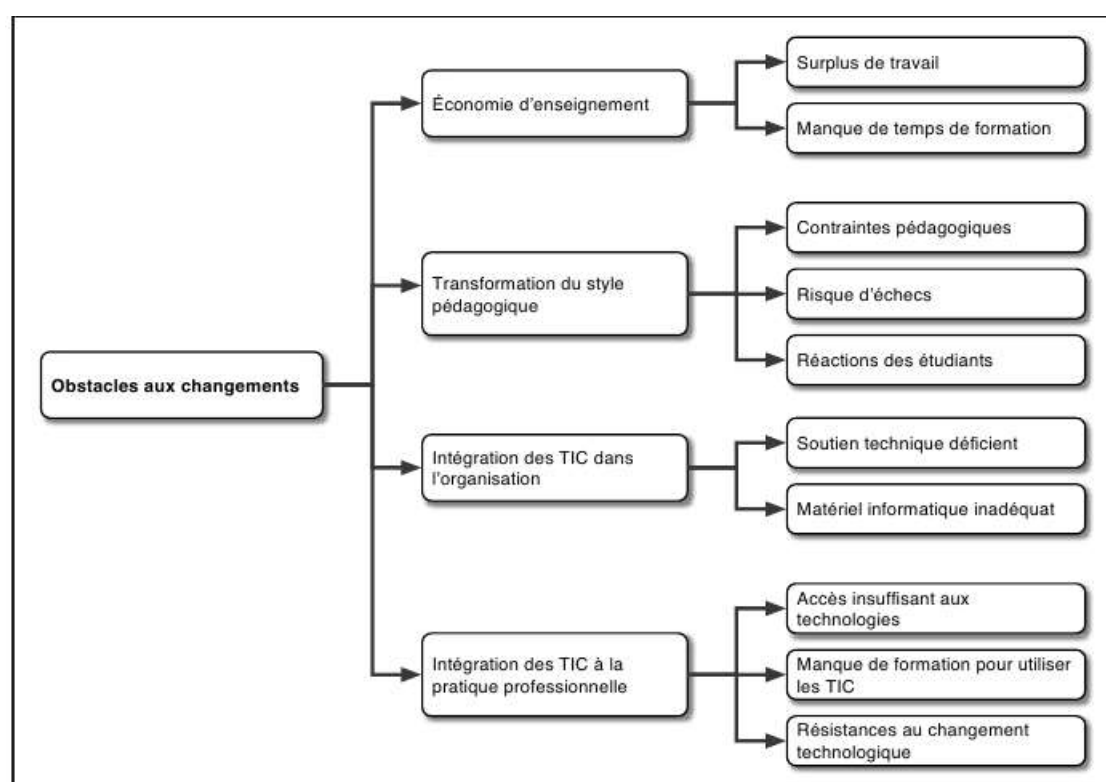 Obstacles aux changements
Économie d'enseignement
Surplus de travail
Manque de temps de formation
Transformation du style
pédagogique
Contraintes pédagogiques
Risque d'échecs
Réactions des étudiants
Intégration des TIC dans
l'organisation
Soutien technique déficient
Matériel informatique inadéquat
Intégration des TIC à la
pratique professionnelle
Accès insuffisant aux
technologies
Manque de formation pour utiliser
les TIC
Résistances au changement
technologique